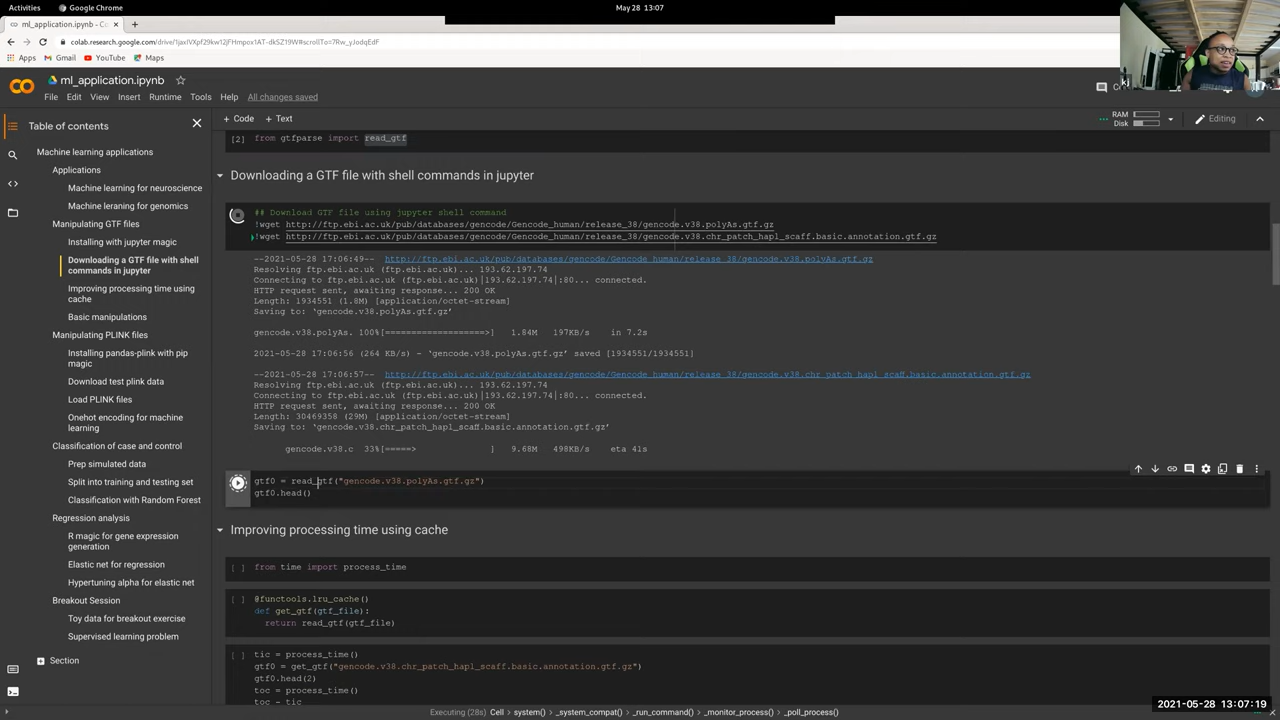 Activities
Google Chrome
May 28 13:07
ml_application.ipynb - Co
colab.research.google.com/drive/1jaxiVXpf29kw12jFHmpox1AT-dkSZ19W#scrollTo=7Rw_yJodqEdF
Apps
Gmail
YouTube
Maps
kj
ml_application.ipynb
File Edit View Insert Runtime Tools Help All changes saved
Table of contents
+ Code + Text
RAM
Disk
Editing
Machine learning applications
Applications
Machine learning for neuroscience
Machine leraning for genomics
Manipulating GTF files
Installing with jupyter magic
Downloading a GTF file with shell
commands in jupyter
Improving processing time using
cache
Basic manipulations
Manipulating PLINK files
Installing pandas-plink with pip
magic
Download test plink data
Load PLINK files
Onehot encoding for machine
learning
Classification of case and control
Prep simulated data
Split into training and testing set
Classification with Random Forest
Regression analysis
R magic for gene expression
generation
Elastic net for regression
Hypertuning alpha for elastic net
Breakout Session
Toy data for breakout exercise
Supervised learning problem
Section
[2] from gtfparse import read_gtf
Downloading a GTF file with shell commands in jupyter
## Download GTF file using jupyter shell command
!wget http://ftp.ebi.ac.uk/pub/databases/gencode/Gencode_human/release_38/gencode.v38.polyAs.gtf.gz
!wget http://ftp.ebi.ac.uk/pub/databases/gencode/Gencode_human/release_38/gencode.v38.chr_patch_hapl_scaff.basic.annotation.gtf.gz
--2021-05-28 17:06:49-- http://ftp.ebi.ac.uk/pub/databases/gencode/Gencode_human/release_38/gencode.v38.polyAs.gtf.gz
Resolving ftp.ebi.ac.uk (ftp.ebi.ac.uk)... 193.62.197.74
Connecting to ftp.ebi.ac.uk (ftp.ebi.ac.uk)|193.62.197.74|:80... connected.
HTTP request sent, awaiting response... 200 OK
Length: 1934551 (1.8M) [application/octet-stream]
Saving to: ‘gencode.v38.polyAs.gtf.gz’
gencode.v38.polyAs. 100%[===================>] 1.84M 197KB/s in 7.2s
2021-05-28 17:06:56 (264 KB/s) - ‘gencode.v38.polyAs.gtf.gz’ saved [1934551/1934551]
--2021-05-28 17:06:57-- http://ftp.ebi.ac.uk/pub/databases/gencode/Gencode_human/release_38/gencode.v38.chr_patch_hapl_scaff.basic.annotation.gtf.gz
Resolving ftp.ebi.ac.uk (ftp.ebi.ac.uk)... 193.62.197.74
Connecting to ftp.ebi.ac.uk (ftp.ebi.ac.uk)|193.62.197.74|:80... connected.
HTTP request sent, awaiting response... 200 OK
Length: 30469358 (29M) [application/octet-stream]
Saving to: ‘gencode.v38.chr_patch_hapl_scaff.basic.annotation.gtf.gz’
gencode.v38.c 33%[=====> ] 9.68M 498KB/s eta 41s
gtf0 = read_gtf("gencode.v38.polyAs.gtf.gz")
gtf0.head()
Improving processing time using cache
[ ] from time import process_time
[ ] @functools.lru_cache()
def get_gtf(gtf_file):
return read_gtf(gtf_file)
[ ] tic = process_time()
gtf0 = get_gtf("gencode.v38.chr_patch_hapl_scaff.basic.annotation.gtf.gz")
gtf0.head(2)
toc = process_time()
toc - tic
Executing (28s) Cell > system() > _system_compat() > _run_command() > _monitor_process() > _poll_process()
2021-05-28 13:07:19